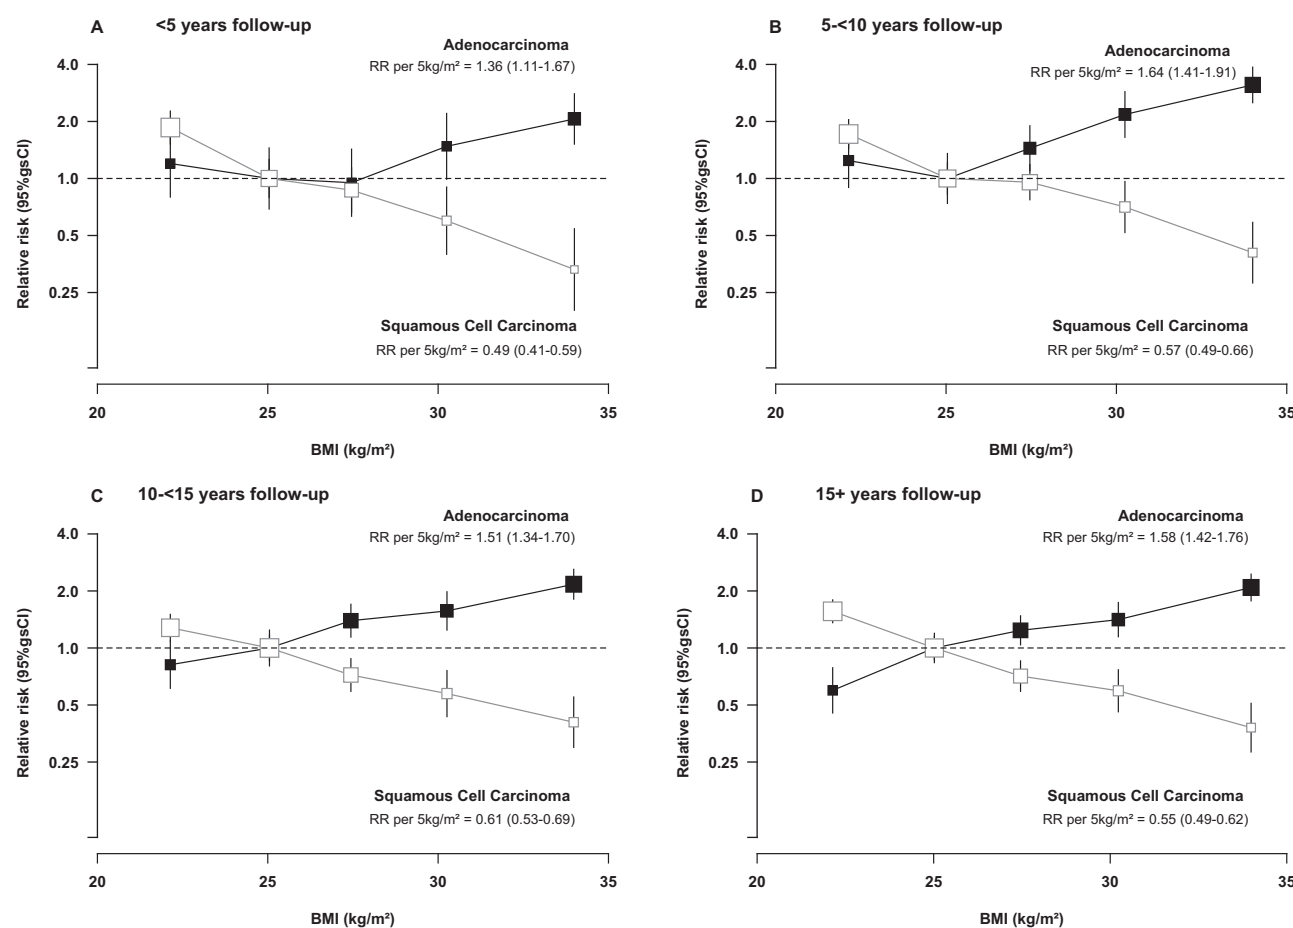 A <5 years follow-up
Adenocarcinoma
RR per 5kg/m² = 1.36 (1.11-1.67)
4.0
2.0
1.0
0.5
0.25
Relative risk (95%gsCI)
Squamous Cell Carcinoma
RR per 5kg/m² = 0.49 (0.41-0.59)
20 25 30 35
BMI (kg/m²)
B 5-<10 years follow-up
Adenocarcinoma
RR per 5kg/m² = 1.64 (1.41-1.91)
4.0
2.0
1.0
0.5
0.25
Relative risk (95%gsCI)
Squamous Cell Carcinoma
RR per 5kg/m² = 0.57 (0.49-0.66)
20 25 30 35
BMI (kg/m²)
C 10-<15 years follow-up
Adenocarcinoma
RR per 5kg/m² = 1.51 (1.34-1.70)
4.0
2.0
1.0
0.5
0.25
Relative risk (95%gsCI)
Squamous Cell Carcinoma
RR per 5kg/m² = 0.61 (0.53-0.69)
20 25 30 35
BMI (kg/m²)
D 15+ years follow-up
Adenocarcinoma
RR per 5kg/m² = 1.58 (1.42-1.76)
4.0
2.0
1.0
0.5
0.25
Relative risk (95%gsCI)
Squamous Cell Carcinoma
RR per 5kg/m² = 0.55 (0.49-0.62)
20 25 30 35
BMI (kg/m²)